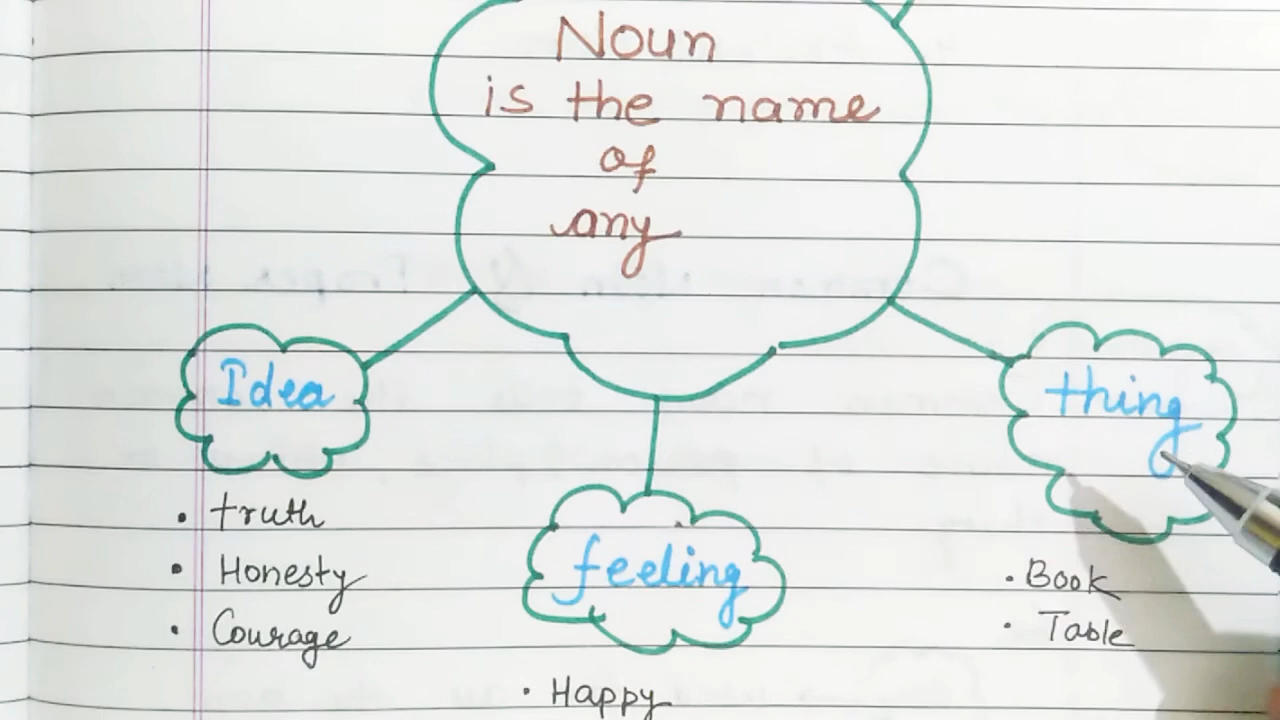 Noun
is the name
of
any
Idea
• truth
• Honesty
• Courage
feeling
• Happy
thing
• Book
• Table